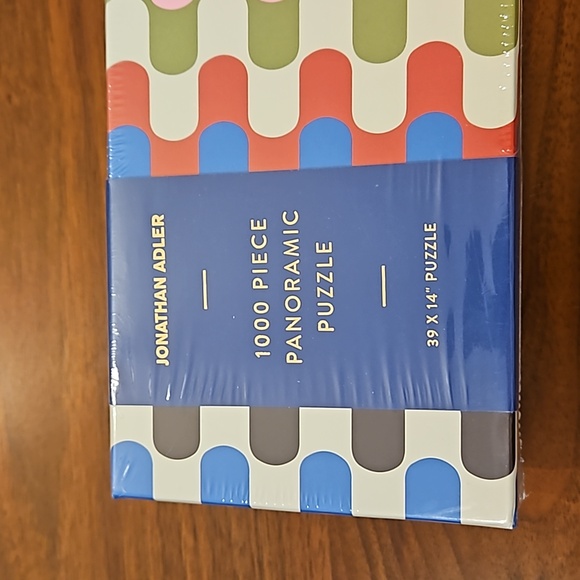 JONATHAN ADLER
1000 PIECE
PANORAMIC
PUZZLE
39 X 14" PUZZLE